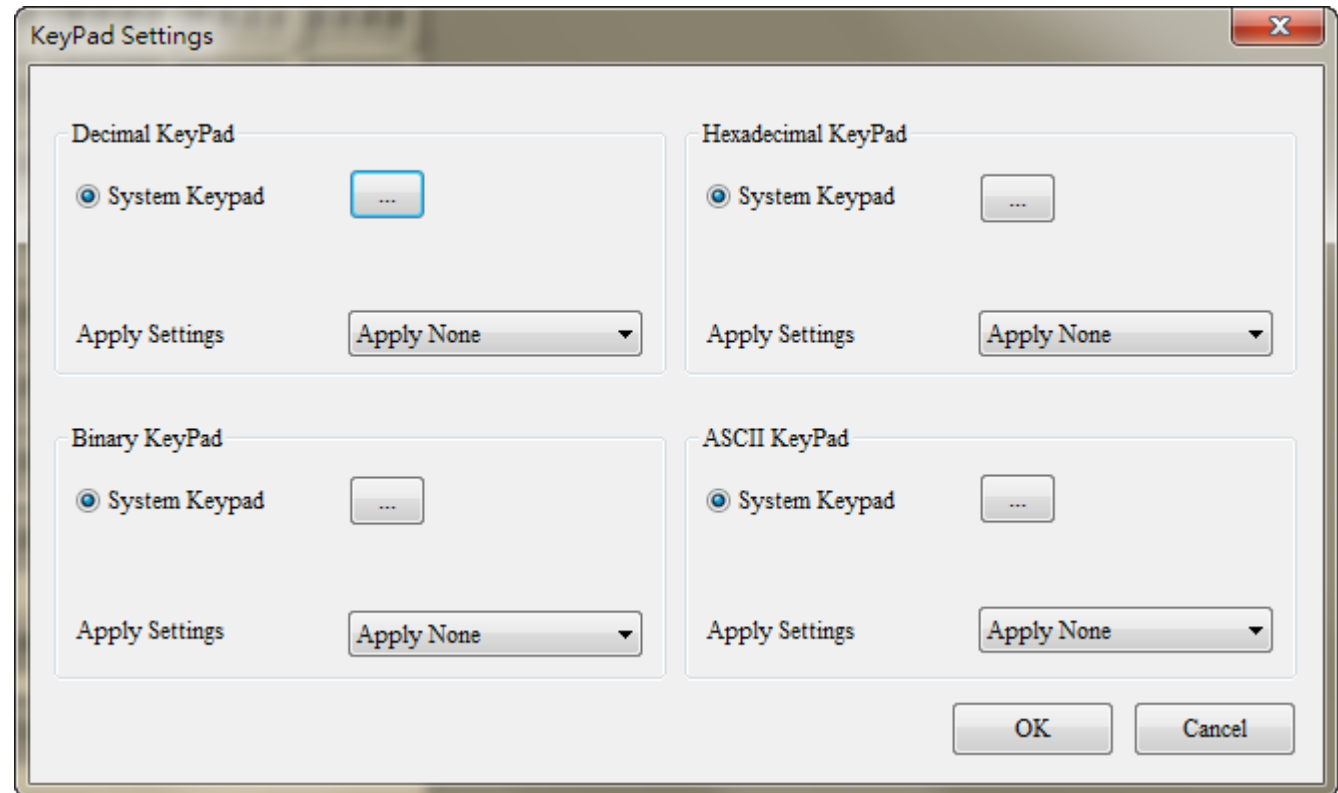 KeyPad Settings
Decimal KeyPad
System Keypad ...
Apply Settings Apply None
Hexadecimal KeyPad
System Keypad ...
Apply Settings Apply None
Binary KeyPad
System Keypad ...
Apply Settings Apply None
ASCII KeyPad
System Keypad ...
Apply Settings Apply None
OK Cancel